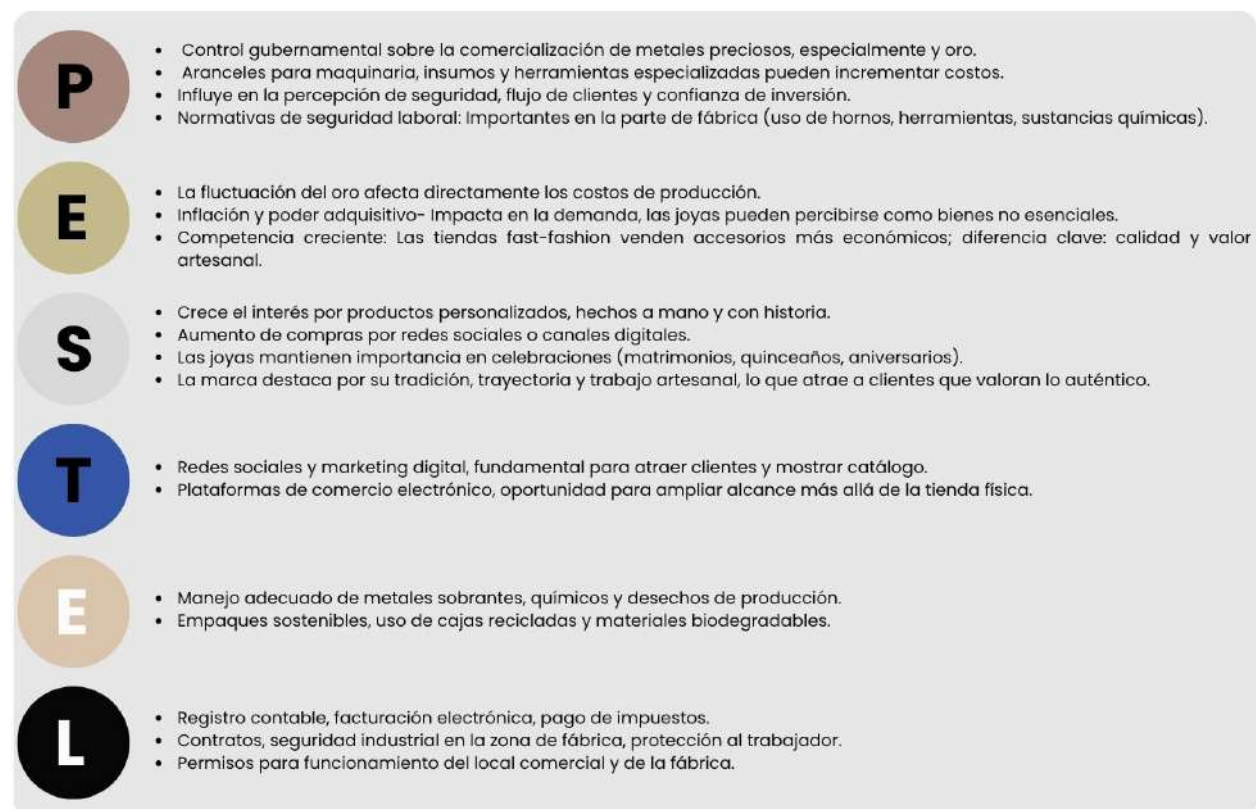 P
• Control gubernamental sobre la comercialización de metales preciosos, especialmente y oro.
• Aranceles para maquinaria, insumos y herramientas especializadas pueden incrementar costos.
• Influye en la percepción de seguridad, flujo de clientes y confianza de inversión.
• Normativas de seguridad laboral: Importantes en la parte de fábrica (uso de hornos, herramientas, sustancias químicas).
E
• La fluctuación del oro afecta directamente los costos de producción.
• Inflación y poder adquisitivo- Impacta en la demanda, las joyas pueden percibirse como bienes no esenciales.
• Competencia creciente: Las tiendas fast-fashion venden accesorios más económicos; diferencia clave: calidad y valor
artesanal.
S
• Crece el interés por productos personalizados, hechos a mano y con historia.
• Aumento de compras por redes sociales o canales digitales.
• Las joyas mantienen importancia en celebraciones (matrimonios, quinceaños, aniversarios).
• La marca destaca por su tradición, trayectoria y trabajo artesanal, lo que atrae a clientes que valoran lo auténtico.
T
• Redes sociales y marketing digital, fundamental para atraer clientes y mostrar catálogo.
• Plataformas de comercio electrónico, oportunidad para ampliar alcance más allá de la tienda física.
E
• Manejo adecuado de metales sobrantes, químicos y desechos de producción.
• Empaques sostenibles, uso de cajas recicladas y materiales biodegradables.
L
• Registro contable, facturación electrónica, pago de impuestos.
• Contratos, seguridad industrial en la zona de fábrica, protección al trabajador.
• Permisos para funcionamiento del local comercial y de la fábrica.